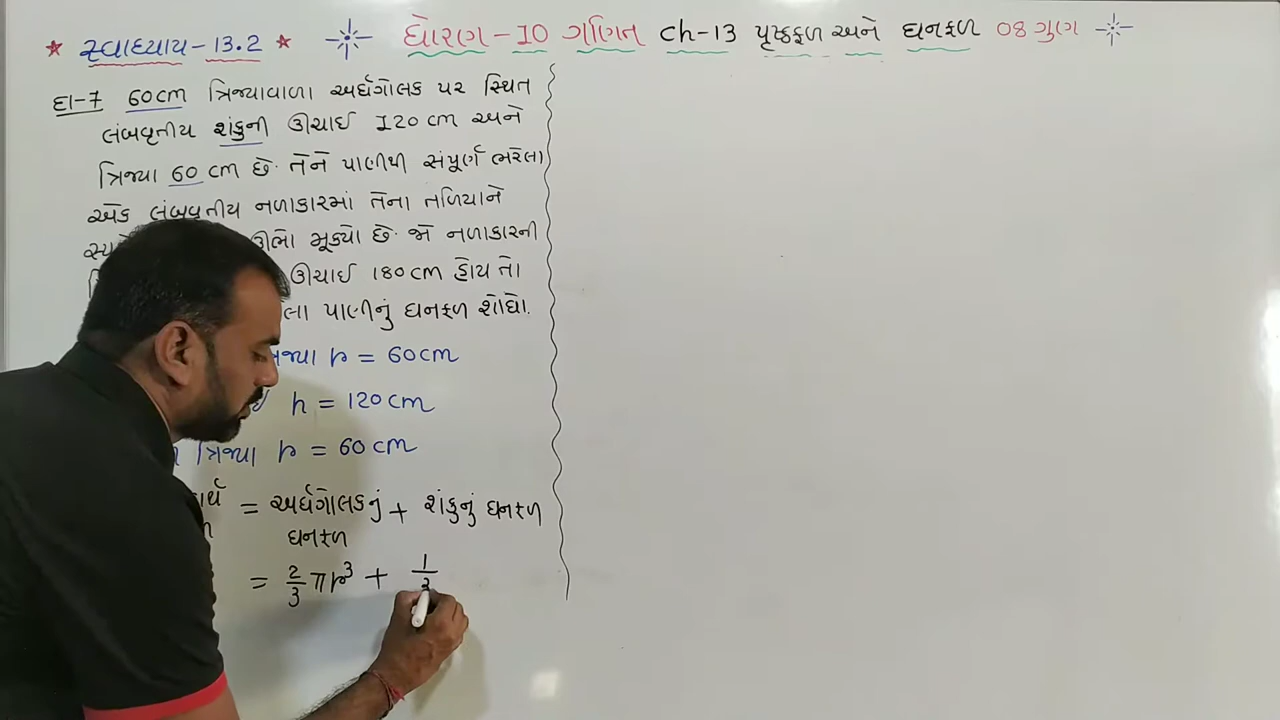 ★ સ્વાધ્યાય-13.2 ★ ધોરણ-10 ગણિત ch-13 પૃષ્ઠફળ અને ઘનફળ 08 ગુણ
દા-7 60cm ત્રિજ્યાવાળા અર્ધગોલક પર સ્થિત
લંબવૃત્તીય શંકુની ઊંચાઈ 120 cm અને
ત્રિજ્યા 60 cm છે. તેને પાણીથી સંપૂર્ણ ભરેલા
એક લંબવૃત્તીય નળાકારમાં તેના તળિયાને
ઊભો મૂક્યો છે. જો નળાકારની
ઊંચાઈ 180 cm હોય તો
પાણીનું ઘનફળ શોધો.
r = 60cm
h = 120 cm
ત્રિજ્યા r = 60 cm
= અર્ધગોલકનું + શંકુનું ઘનફળ
ઘનફળ
= 2/3 πr³ + 1/3